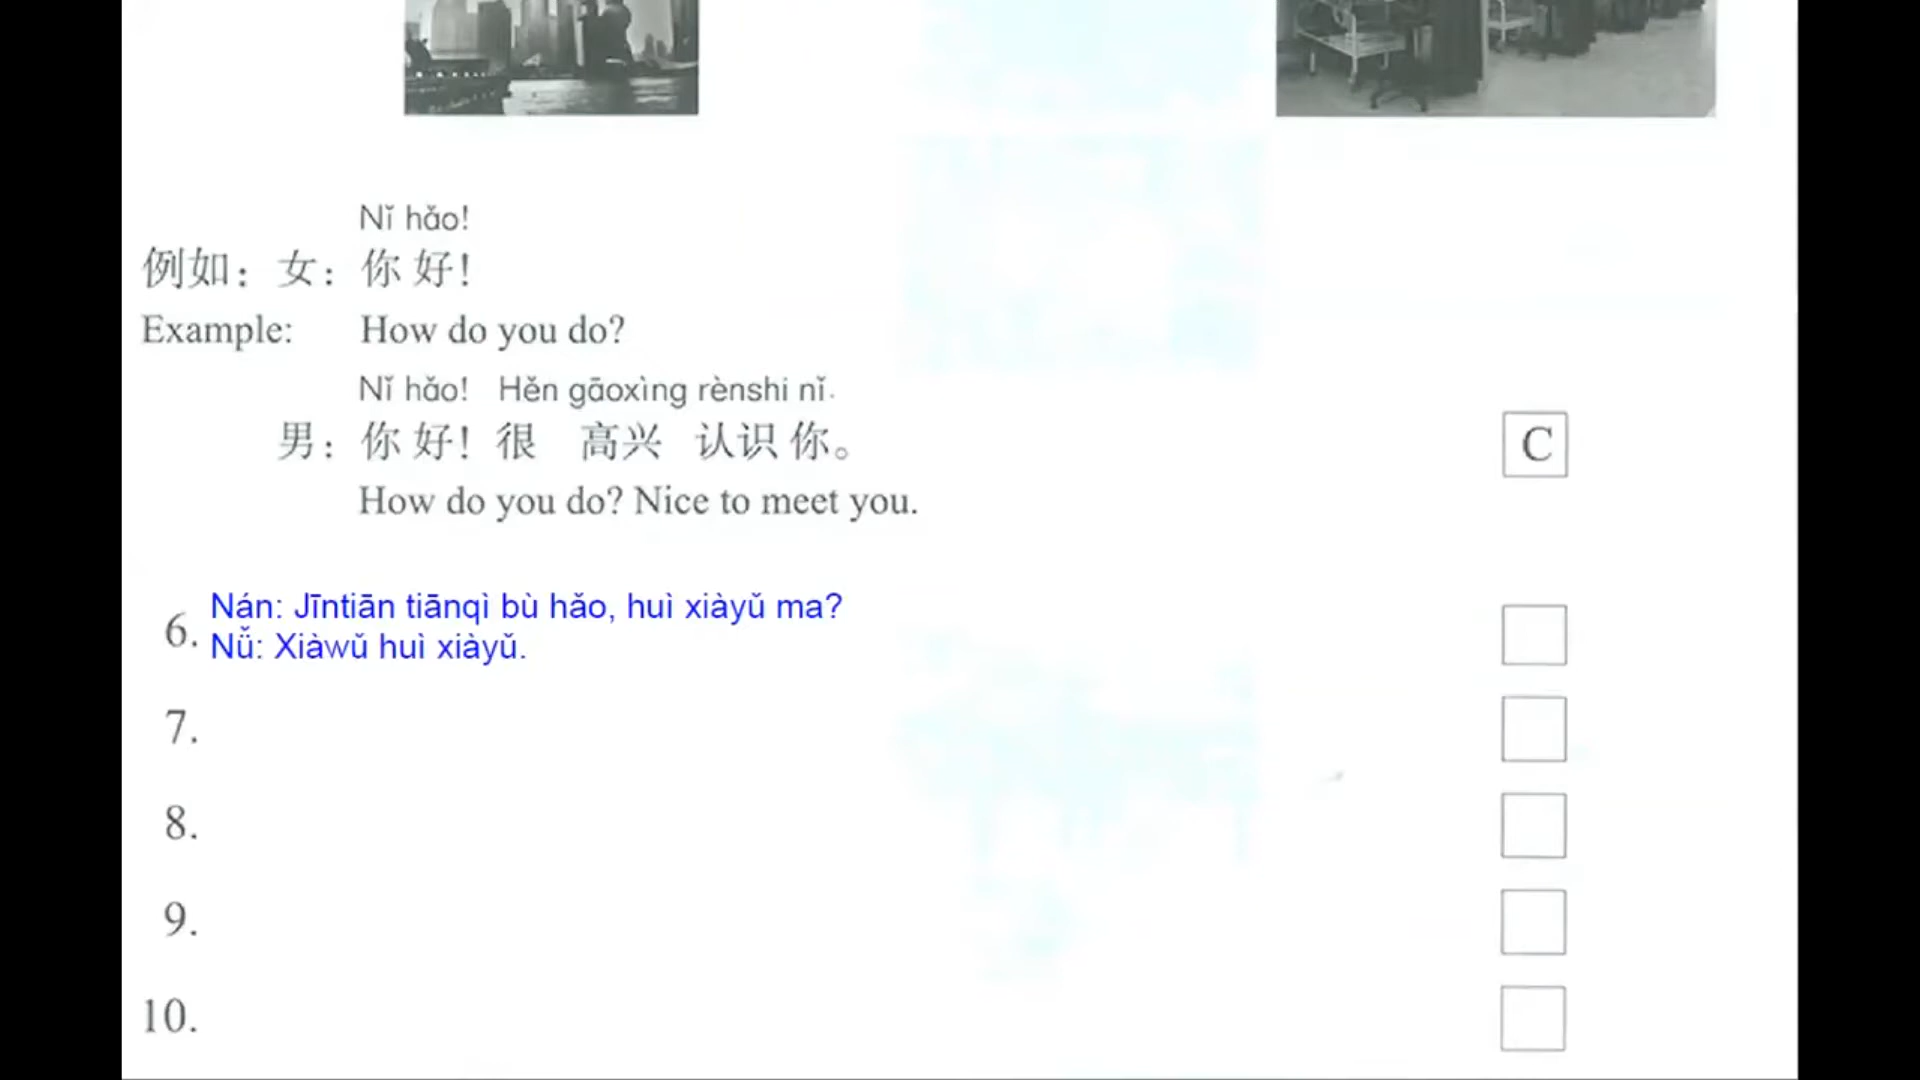 Nǐ hǎo!
例如：女：你好！
Example: How do you do?
Nǐ hǎo! Hěn gāoxìng rènshi nǐ.
男：你好！很 高兴 认识你。
C
How do you do? Nice to meet you.
6.
Nán: Jīntiān tiānqì bù hǎo, huì xiàyǔ ma?
Nǚ: Xiàwǔ huì xiàyǔ.
7.
8.
9.
10.